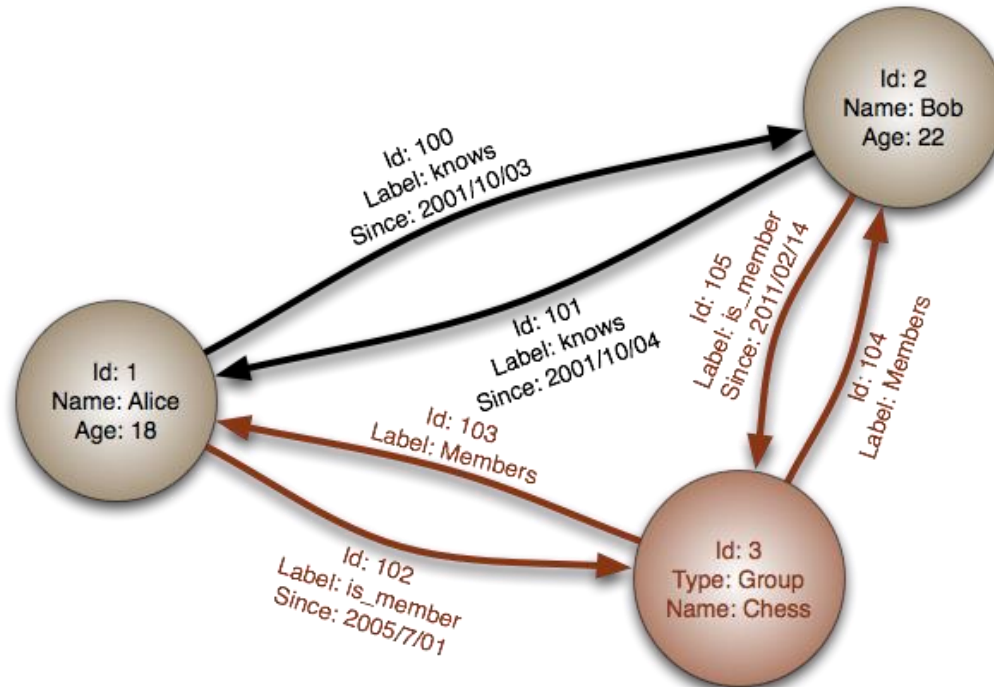 Id: 2
Name: Bob
Age: 22
Id: 100
Label: knows
Since: 2001/10/03
Id: 101
Label: knows
Since: 2001/10/04
Id: 105
Label: is_member
Since: 2011/02/14
Id: 104
Label: Members
Id: 1
Name: Alice
Age: 18
Id: 103
Label: Members
Id: 102
Label: is_member
Since: 2005/7/01
Id: 3
Type: Group
Name: Chess